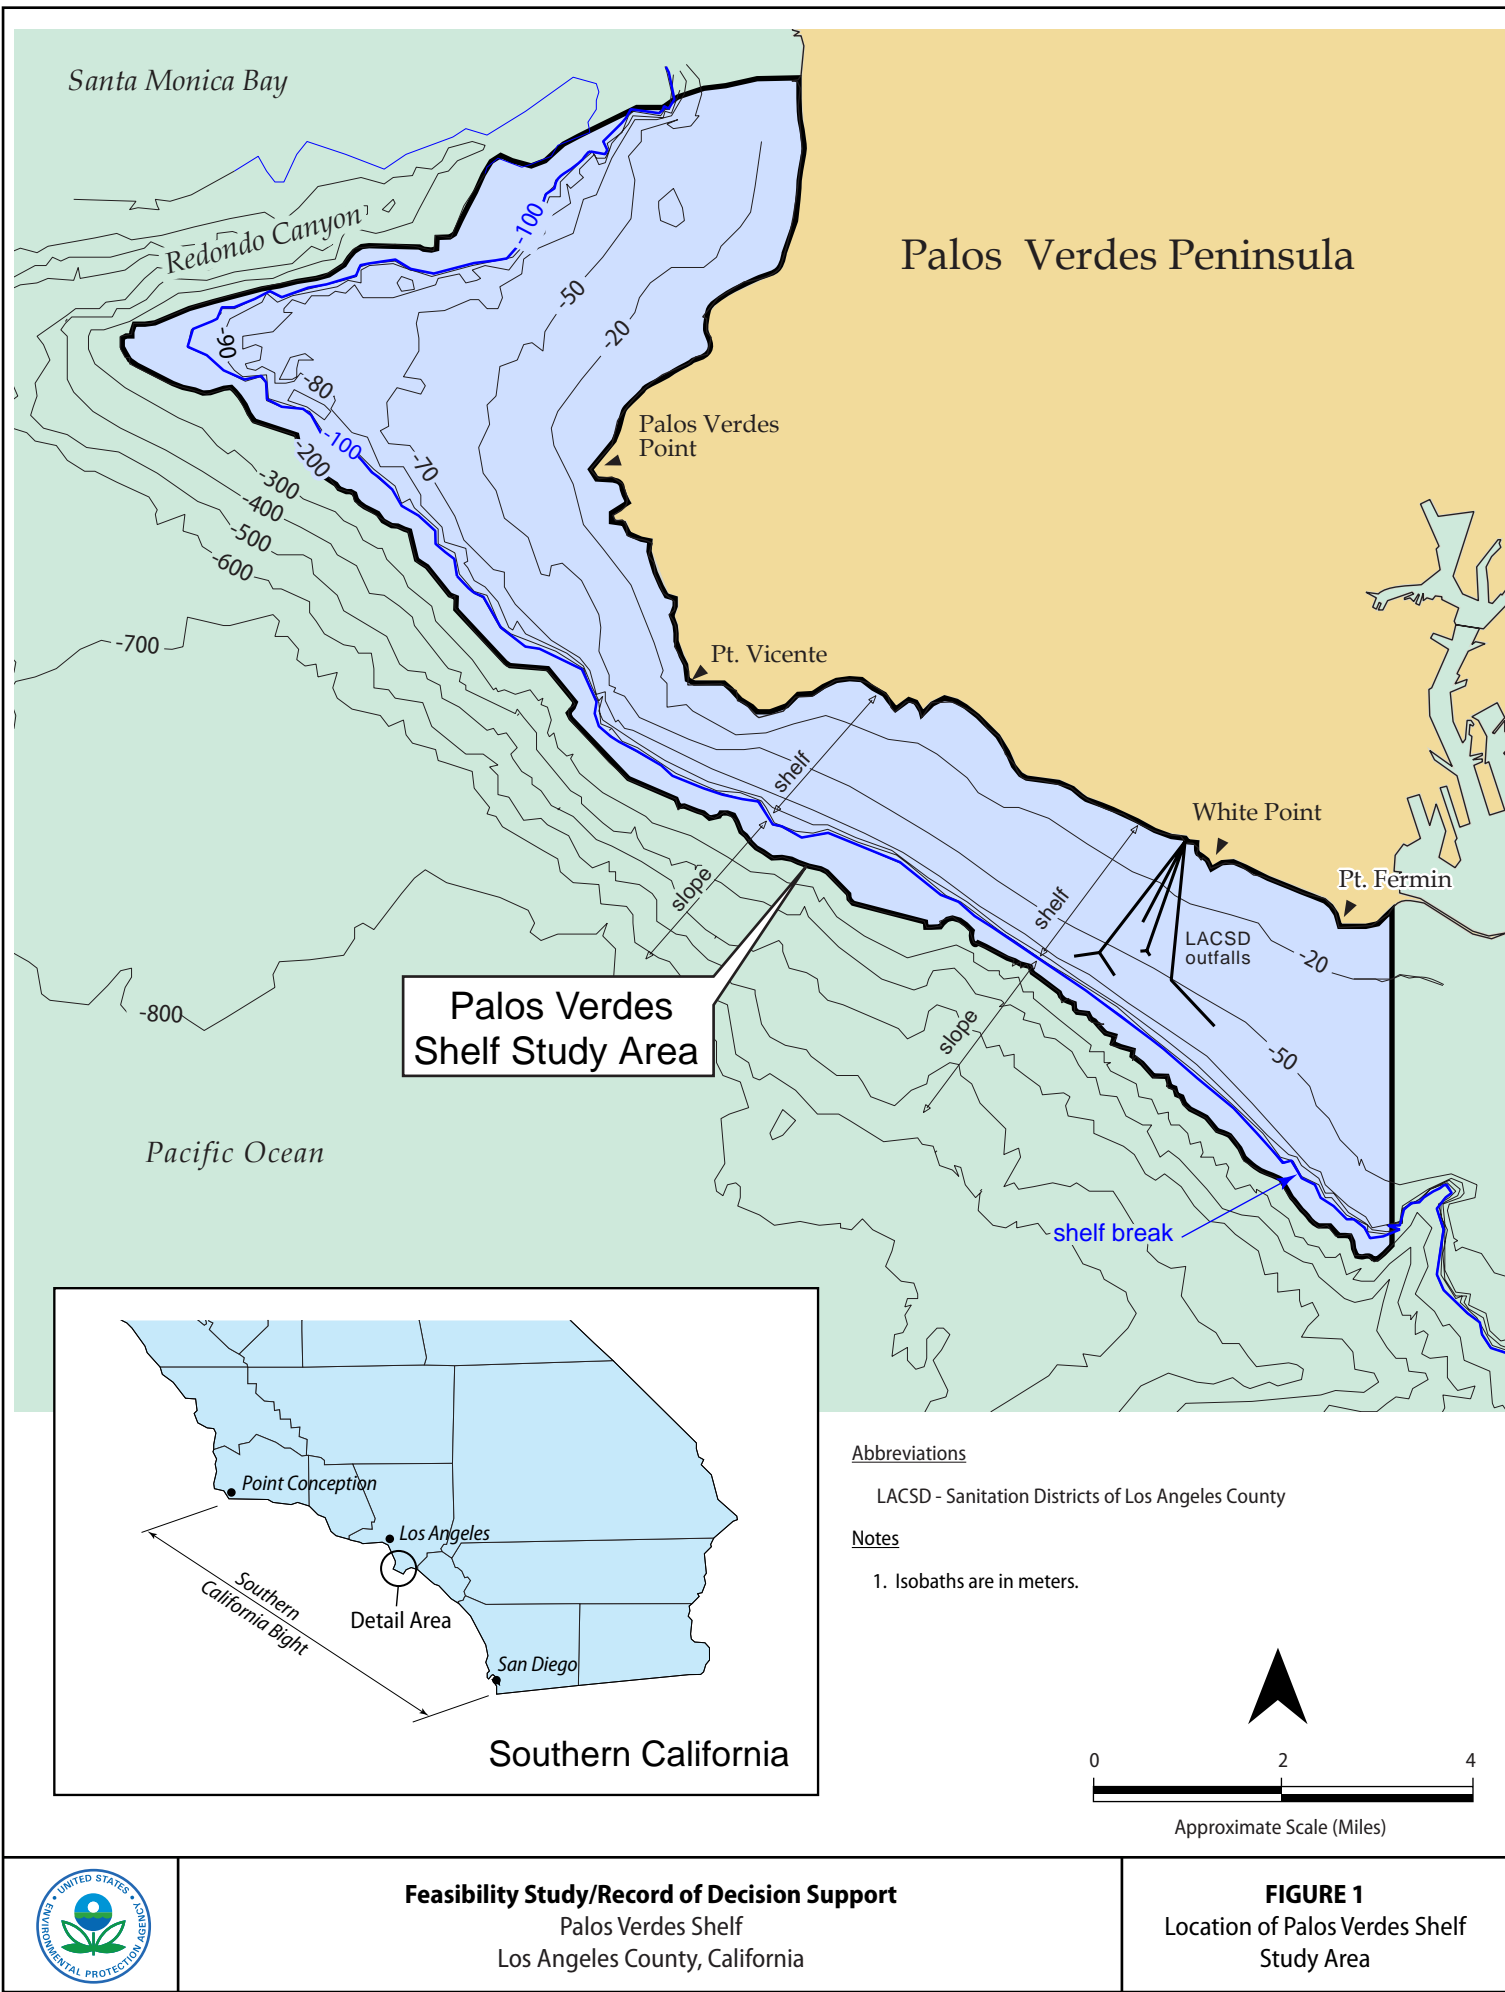 Santa Monica Bay
Redondo Canyon
Palos Verdes Peninsula
-100
-50
-20
-90
-80
-100
-200
-70
-300
-400
-500
-600
-700
-800
Palos Verdes
Point
Pt. Vicente
White Point
Pt. Fermin
shelf
slope
shelf
slope
LACSD
outfalls
-20
-50
Palos Verdes
Shelf Study Area
Pacific Ocean
shelf break
Point Conception
Los Angeles
Southern
California Bight
Detail Area
San Diego
Southern California
Abbreviations
LACSD - Sanitation Districts of Los Angeles County
Notes
1. Isobaths are in meters.
0 2 4
Approximate Scale (Miles)
UNITED STATES
ENVIRONMENTAL PROTECTION AGENCY
Feasibility Study/Record of Decision Support
Palos Verdes Shelf
Los Angeles County, California
FIGURE 1
Location of Palos Verdes Shelf
Study Area